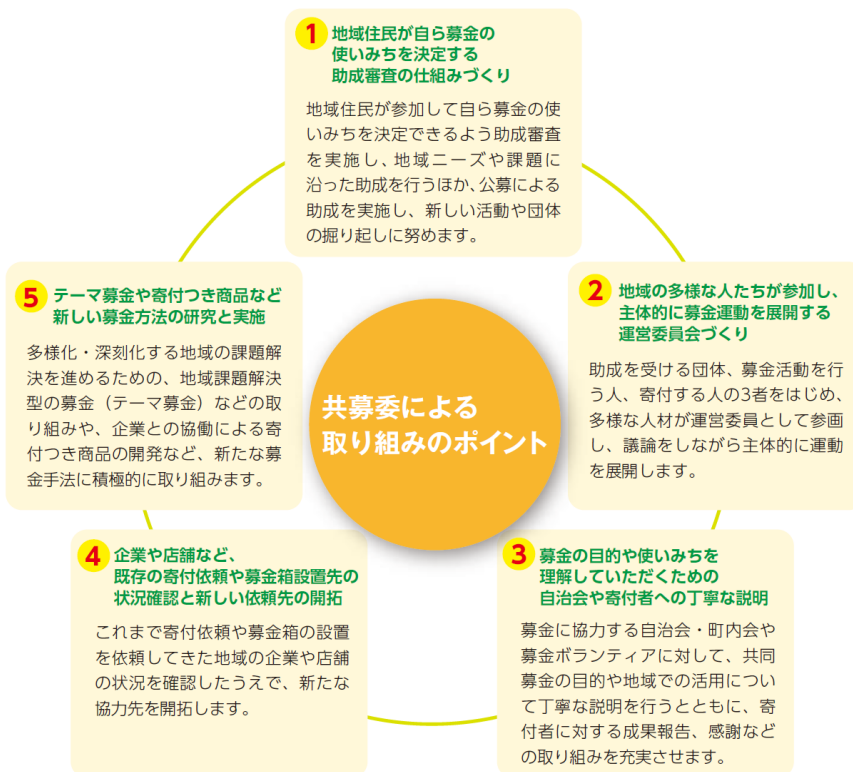 1 地域住民が自ら募金の
使いみちを決定する
助成審査の仕組みづくり
地域住民が参加して自ら募金の使
いみちを決定できるよう助成審査
を実施し、地域ニーズや課題に
沿った助成を行うほか、公募による
助成を実施し、新しい活動や団体
の掘り起しに努めます。
2 地域の多様な人たちが参加し、
主体的に募金運動を展開する
運営委員会づくり
助成を受ける団体、募金活動を行
う人、寄付する人の3者をはじめ、
多様な人材が運営委員として参画
し、議論をしながら主体的に運動
を展開します。
3 募金の目的や使いみちを
理解していただくための
自治会や寄付者への丁寧な説明
募金に協力する自治会・町内会や
募金ボランティアに対して、共同
募金の目的や地域での活用につい
て丁寧な説明を行うとともに、寄
付者に対する成果報告、感謝など
の取り組みを充実させます。
4 企業や店舗など、
既存の寄付依頼や募金箱設置先の
状況確認と新しい依頼先の開拓
これまで寄付依頼や募金箱の設置
を依頼してきた地域の企業や店舗
の状況を確認したうえで、新たな
協力先を開拓します。
5 テーマ募金や寄付つき商品など
新しい募金方法の研究と実施
多様化・深刻化する地域の課題解
決を進めるための、地域課題解決
型の募金（テーマ募金）などの取
り組みや、企業との協働による寄
付つき商品の開発など、新たな募
金手法に積極的に取り組みます。
共募委による
取り組みのポイント